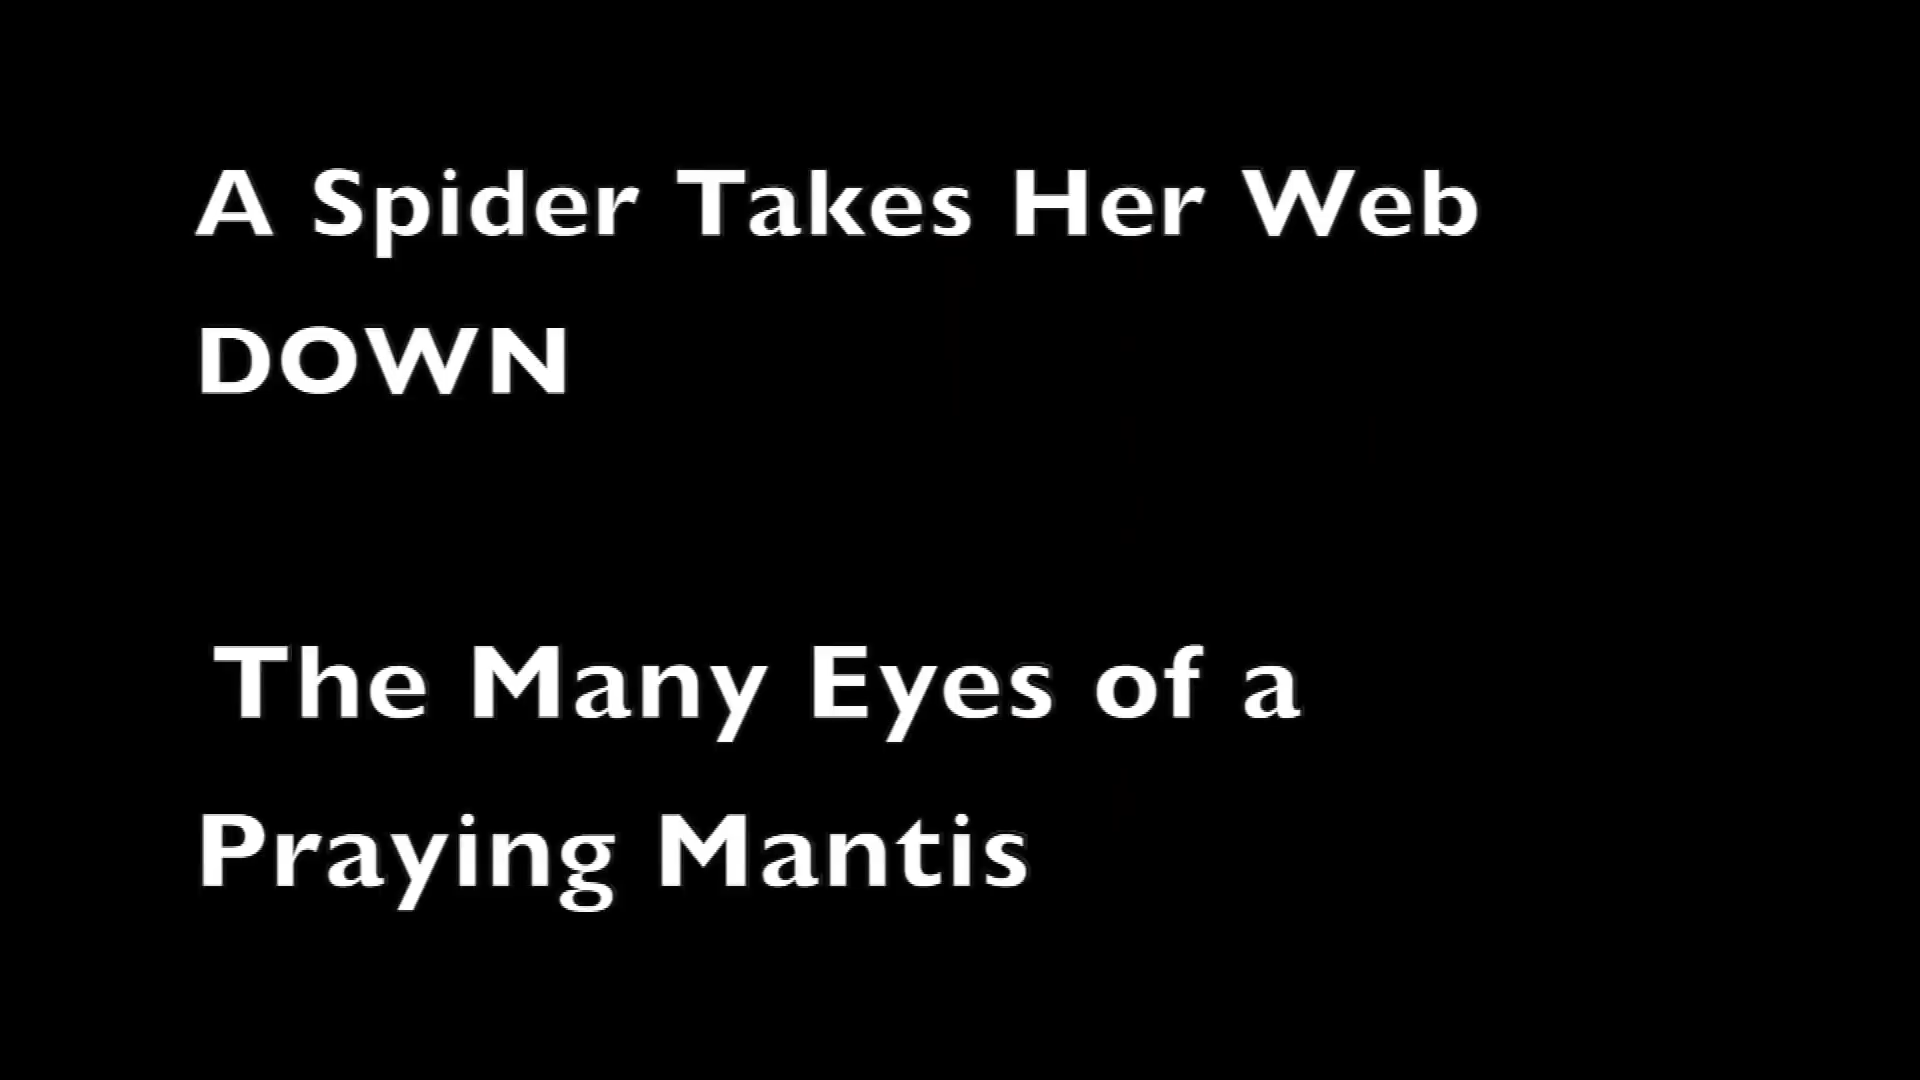 A Spider Takes Her Web
DOWN
The Many Eyes of a
Praying Mantis